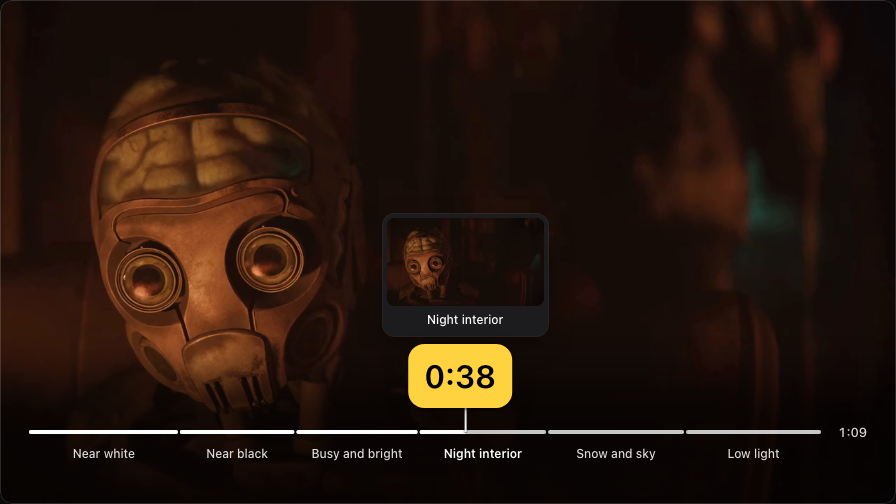 Night interior
0:38
1:09
Near white
Near black
Busy and bright
Night interior
Snow and sky
Low light